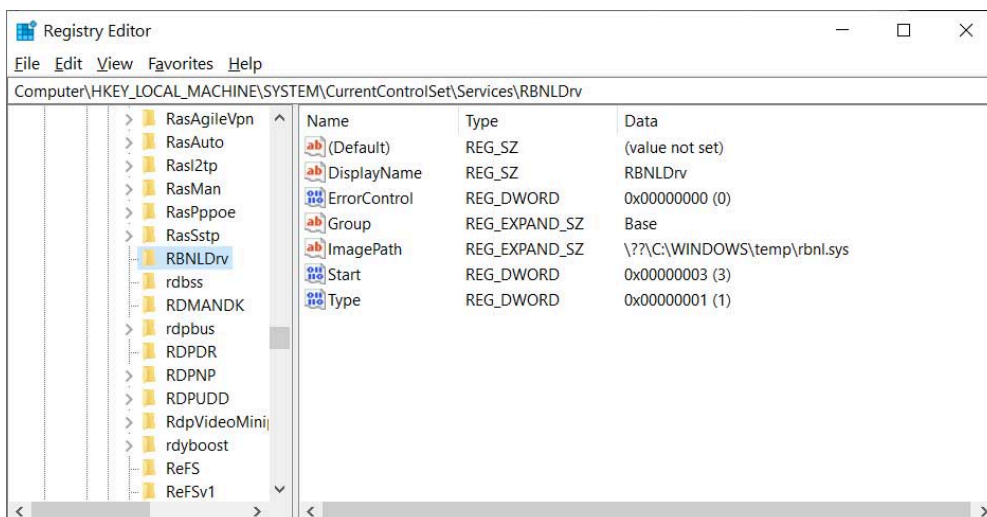 Registry Editor
File Edit View Favorites Help
Computer\HKEY_LOCAL_MACHINE\SYSTEM\CurrentControlSet\Services\RBNLDrv
RasAgileVpn
RasAuto
Rasl2tp
RasMan
RasPppoe
RasSstp
RBNLDrv
rdbss
RDMANDK
rdpbus
RDPDR
RDPNP
RDPUDD
RdpVideoMini
rdyboost
ReFS
ReFSv1
Name Type Data
(Default) REG_SZ (value not set)
DisplayName REG_SZ RBNLDrv
ErrorControl REG_DWORD 0x00000000 (0)
Group REG_EXPAND_SZ Base
ImagePath REG_EXPAND_SZ \??\C:\WINDOWS\temp\rbnl.sys
Start REG_DWORD 0x00000003 (3)
Type REG_DWORD 0x00000001 (1)